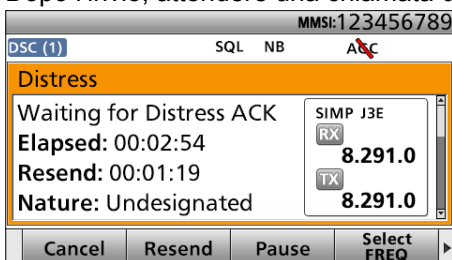 MMSI:123456789
DSC (1) SQL NB AGC
Distress
Waiting for Distress ACK
Elapsed: 00:02:54
Resend: 00:01:19
Nature: Undesignated
SIMP J3E
RX
8.291.0
TX
8.291.0
Cancel Resend Pause Select FREQ